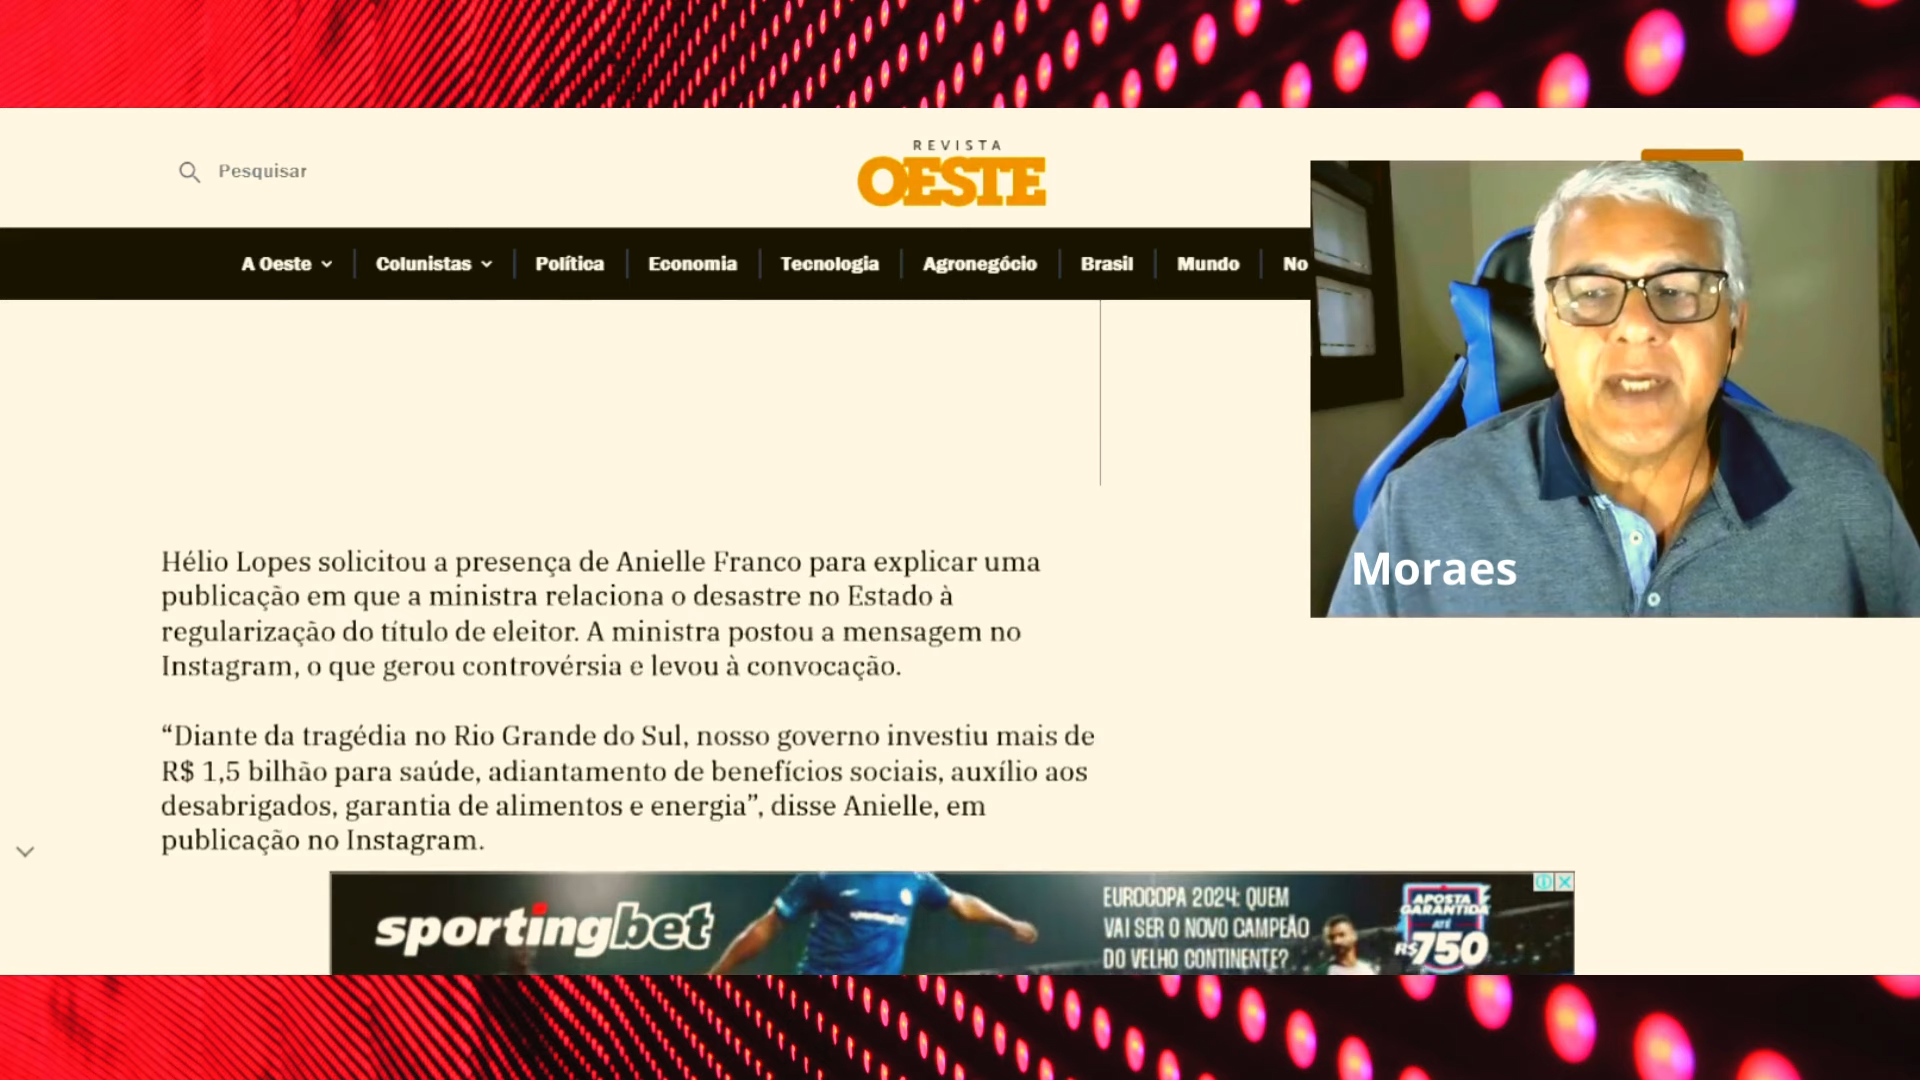 REVISTA
OESTE
Pesquisar
A Oeste
Colunistas
Política
Economia
Tecnologia
Agronegócio
Brasil
Mundo
No
Moraes
Hélio Lopes solicitou a presença de Anielle Franco para explicar uma
publicação em que a ministra relaciona o desastre no Estado à
regularização do título de eleitor. A ministra postou a mensagem no
Instagram, o que gerou controvérsia e levou à convocação.
“Diante da tragédia no Rio Grande do Sul, nosso governo investiu mais de
R$ 1,5 bilhão para saúde, adiantamento de benefícios sociais, auxílio aos
desabrigados, garantia de alimentos e energia”, disse Anielle, em
publicação no Instagram.
sportingbet
EUROCOPA 2024: QUEM
VAI SER O NOVO CAMPEÃO
DO VELHO CONTINENTE?
APOSTA
GARANTIDA
ATÉ
R$750